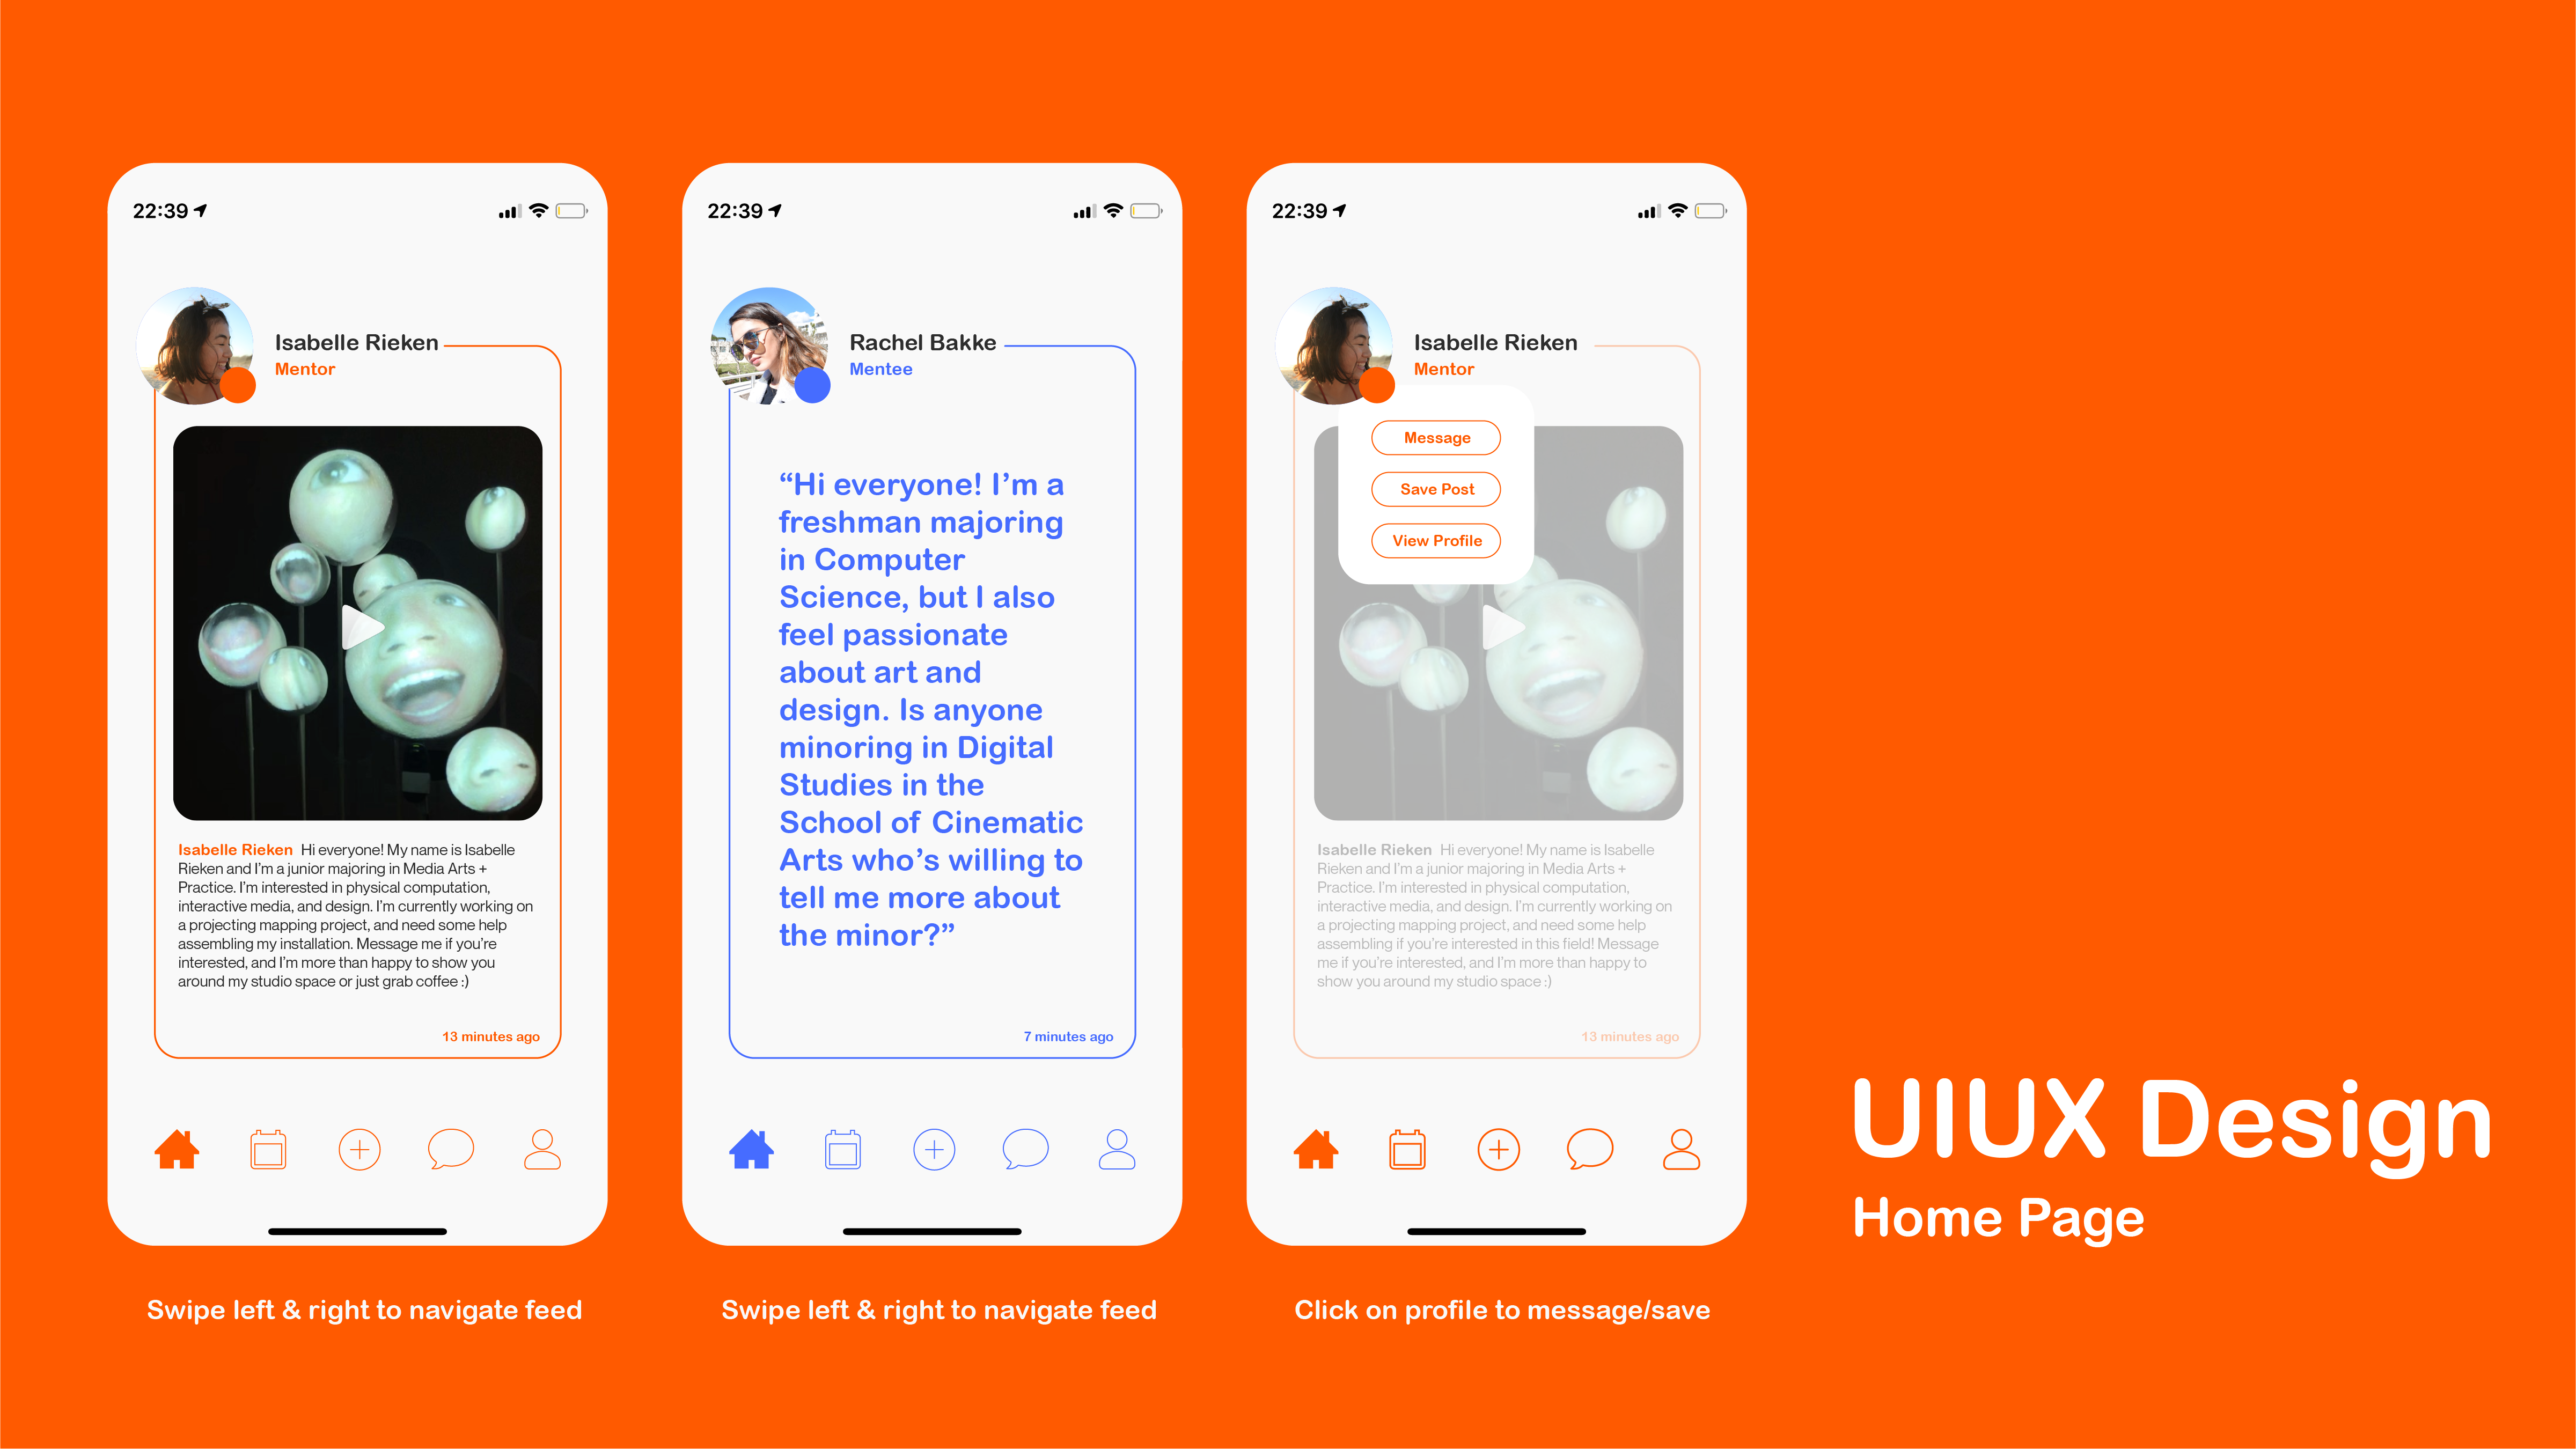 22:39
Isabelle Rieken
Mentor
Isabelle Rieken Hi everyone! My name is Isabelle
Rieken and I'm a junior majoring in Media Arts +
Practice. I'm interested in physical computation,
interactive media, and design. I'm currently working on
a projecting mapping project, and need some help
assembling my installation. Message me if you're
interested, and I'm more than happy to show you
around my studio space or just grab coffee :)
13 minutes ago
Swipe left & right to navigate feed
22:39
Rachel Bakke
Mentee
“Hi everyone! I’m a
freshman majoring
in Computer
Science, but I also
feel passionate
about art and
design. Is anyone
minoring in Digital
Studies in the
School of Cinematic
Arts who’s willing to
tell me more about
the minor?”
7 minutes ago
Swipe left & right to navigate feed
22:39
Isabelle Rieken
Mentor
Message
Save Post
View Profile
Isabelle Rieken Hi everyone! My name is Isabelle
Rieken and I'm a junior majoring in Media Arts +
Practice. I'm interested in physical computation,
interactive media, and design. I'm currently working on
a projecting mapping project, and need some help
assembling if you're interested in this field! Message
me if you're interested, and I'm more than happy to
show you around my studio space :)
13 minutes ago
Click on profile to message/save
UIUX Design
Home Page